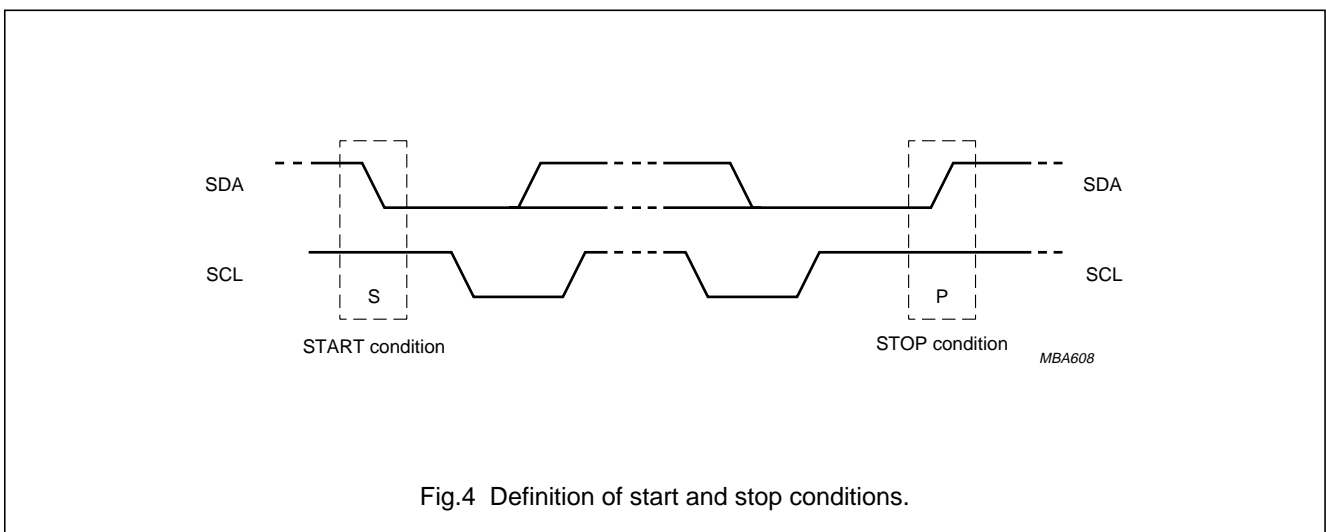 SDA
SDA
SCL
SCL
S
P
START condition
STOP condition
MBA608
Fig.4 Definition of start and stop conditions.